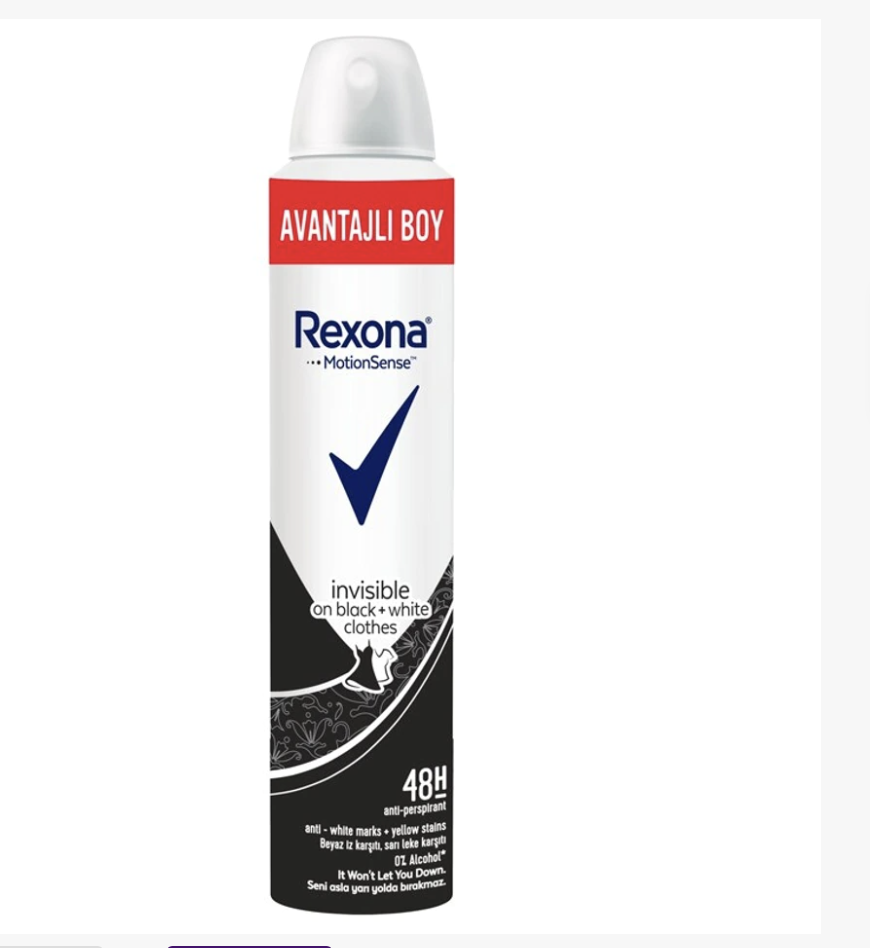 AVANTAJLI BOY
Rexona®
MotionSense™
invisible
on black + white
clothes
48H
anti-perspirant
anti - white marks + yellow stains
Beyaz iz karşıtı, sarı leke karşıtı
0% Alcohol*
It Won't Let You Down.
Seni asla yarı yolda bırakmaz.